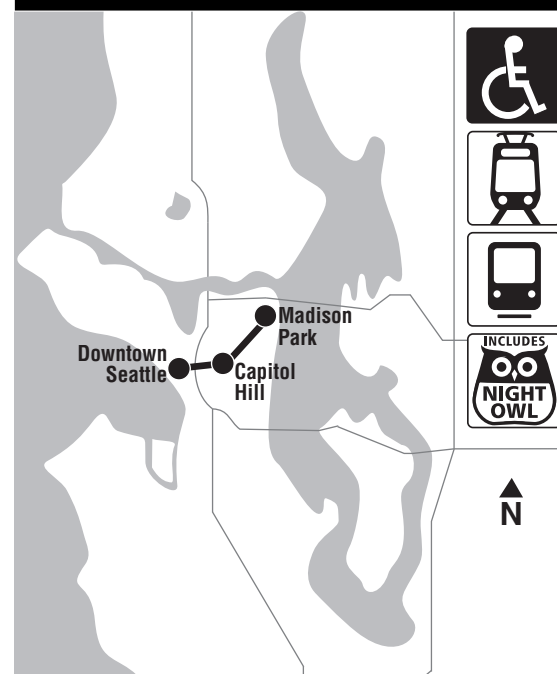 Madison
Park
Downtown
Seattle
Capitol
Hill
INCLUDES
NIGHT
OWL
N